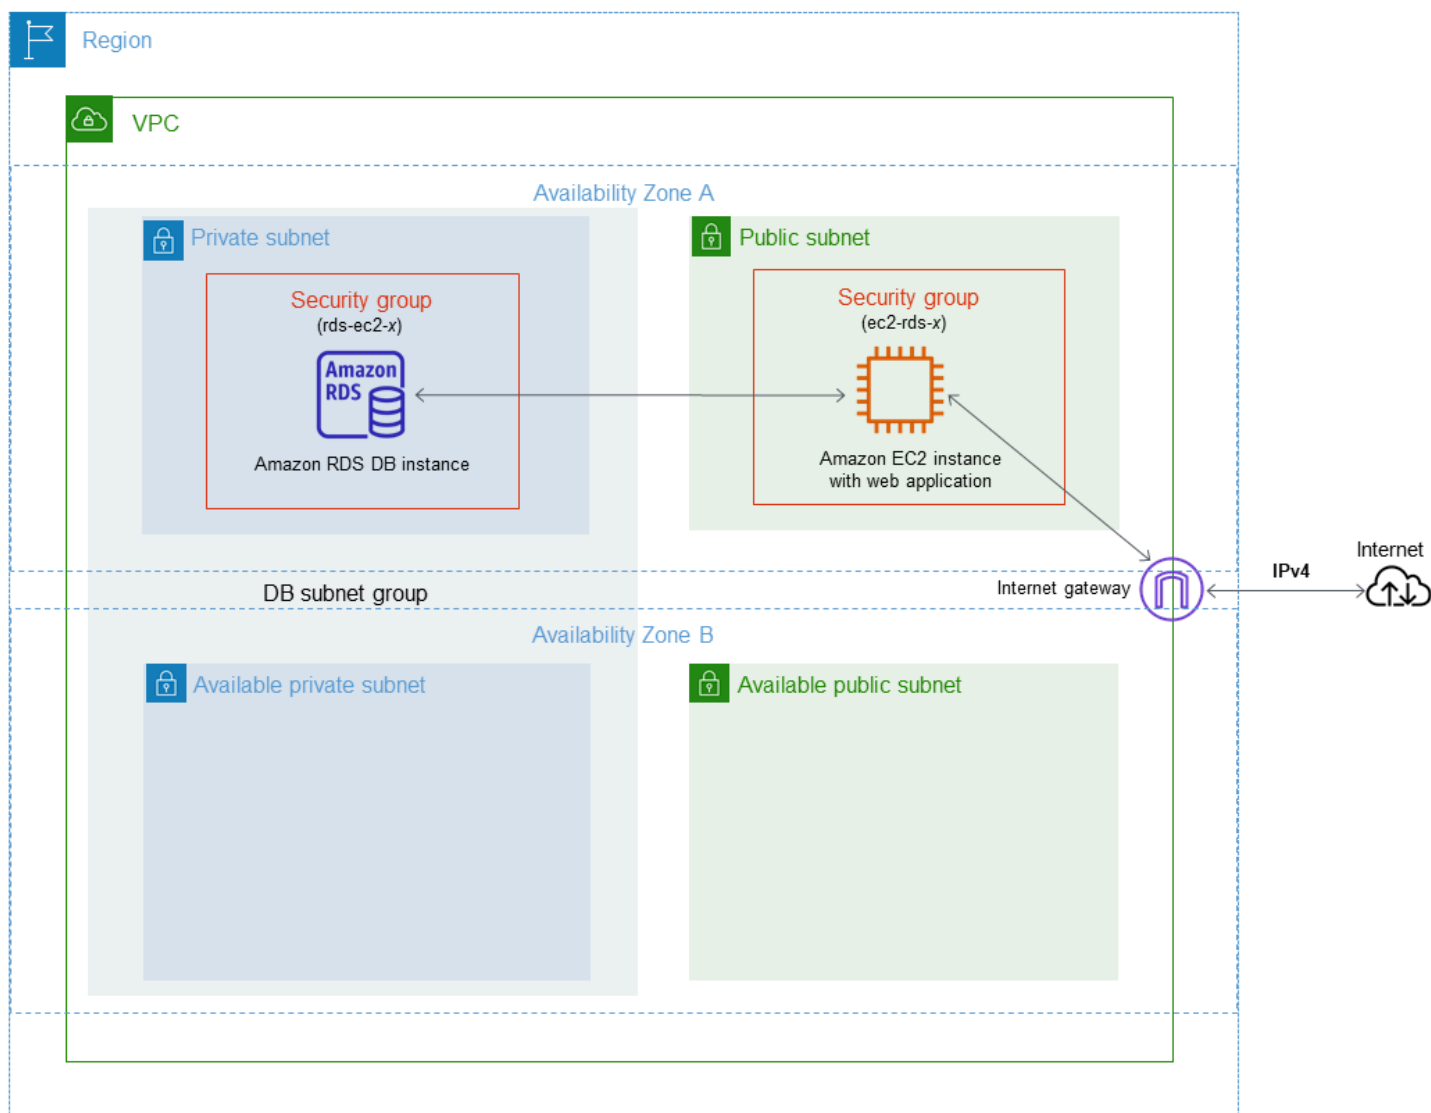 Region
VPC
Availability Zone A
Private subnet
Public subnet
Security group
(rds-ec2-x)
Amazon
RDS
Amazon RDS DB instance
Security group
(ec2-rds-x)
Amazon EC2 instance
with web application
Internet
IPv4
Internet gateway
DB subnet group
Availability Zone B
Available private subnet
Available public subnet